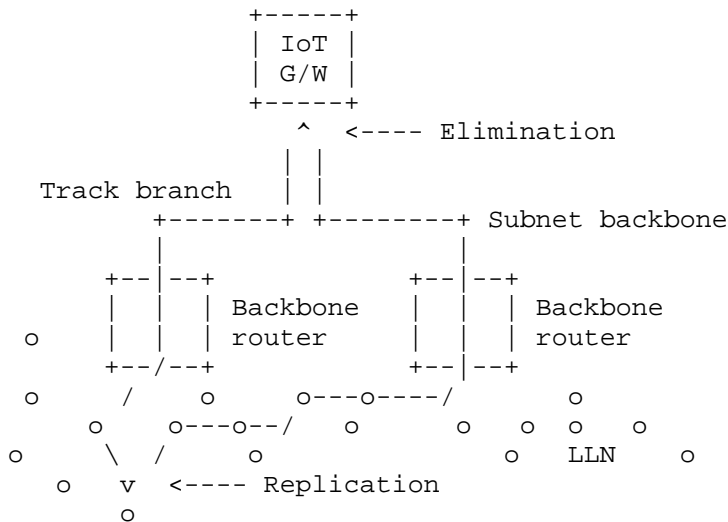 +-----+
| IoT |
| G/W |
+-----+
^ <---- Elimination
| |
Track branch | |
+-------+ +--------+ Subnet backbone
| |
+--|--+ +--|--+
| | | Backbone | | | Backbone
o | | | router | | | router
+--/--+ +--|--+
o / o o---o----/ o
o o---o--/ o o o o o
o \ / o o LLN o
o v <---- Replication
o